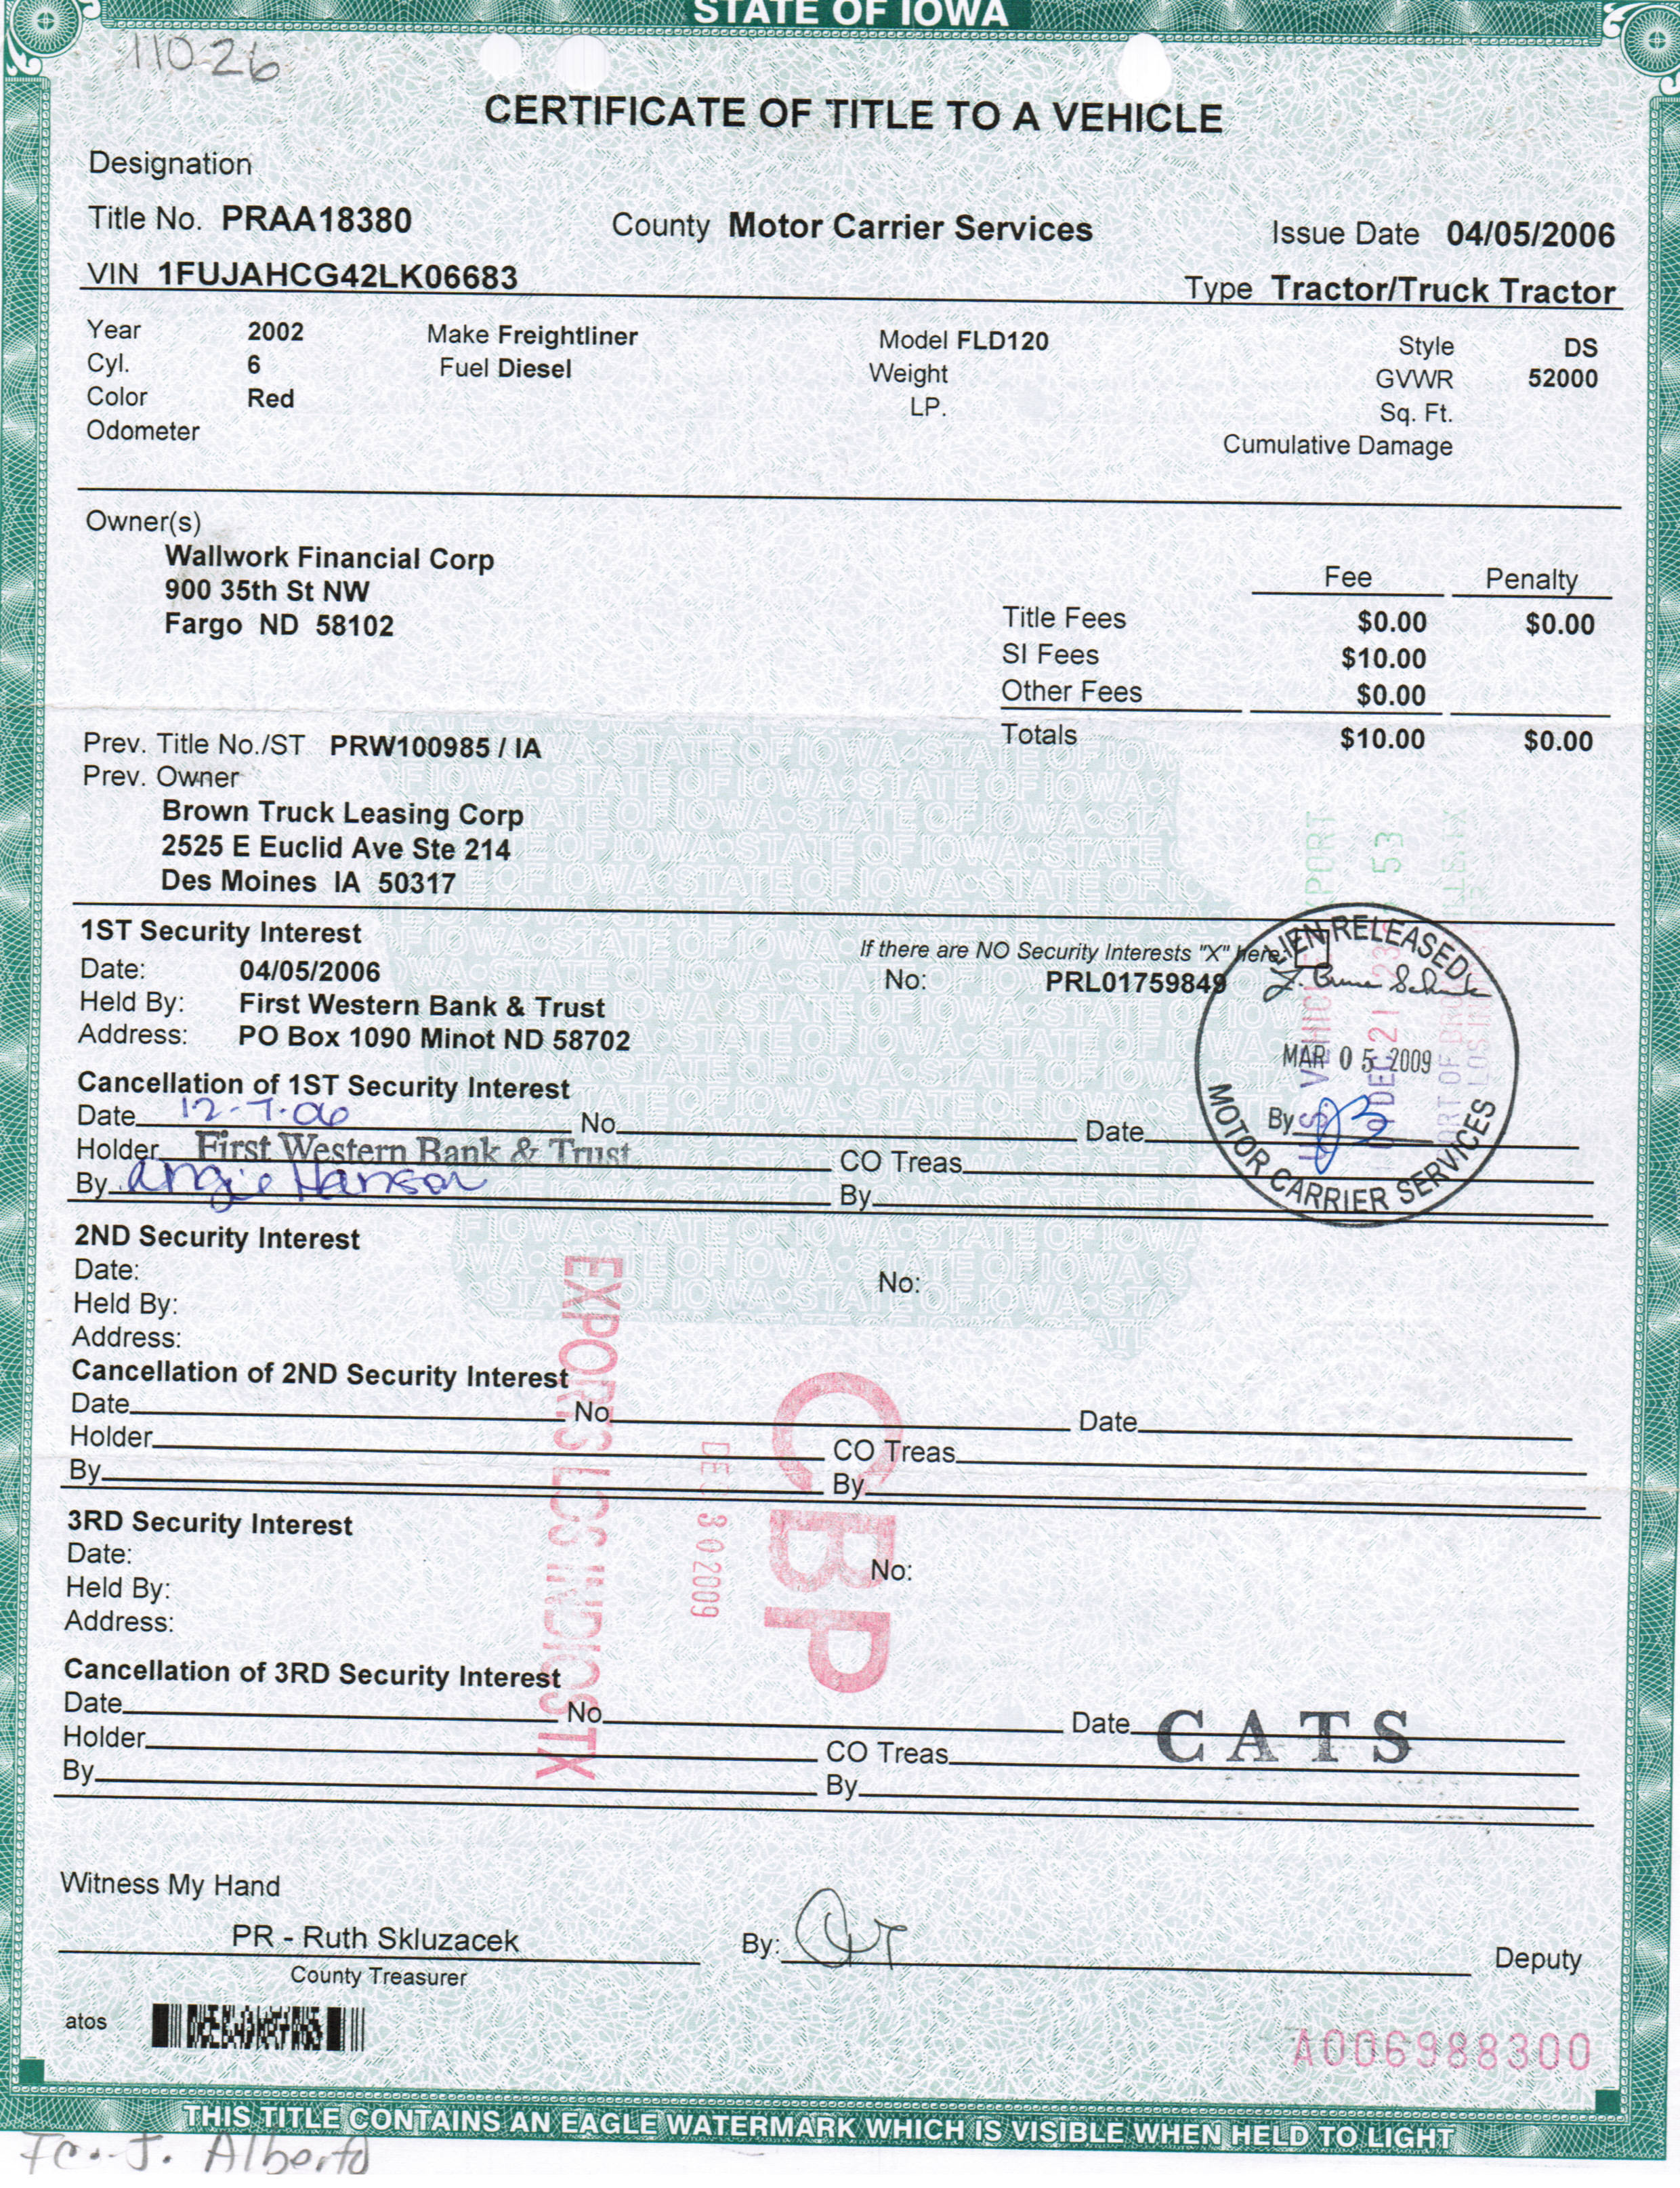 STATE OF IOWA
11026
CERTIFICATE OF TITLE TO A VEHICLE
Designation
Title No. PRAA18380 County Motor Carrier Services Issue Date 04/05/2006
VIN 1FUJAHCG42LK06683 Type Tractor/Truck Tractor
Year 2002 Make Freightliner Model FLD120 Style DS
Cyl. 6 Fuel Diesel Weight GVWR 52000
Color Red LP. Sq. Ft.
Odometer Cumulative Damage
Owner(s)
Wallwork Financial Corp
900 35th St NW
Fargo ND 58102
Fee Penalty
Title Fees $0.00 $0.00
SI Fees $10.00
Other Fees $0.00
Totals $10.00 $0.00
Prev. Title No./ST PRW100985 / IA
Prev. Owner
Brown Truck Leasing Corp
2525 E Euclid Ave Ste 214
Des Moines IA 50317
1ST Security Interest If there are NO Security Interests "X" here
Date: 04/05/2006 No: PRL01759849
Held By: First Western Bank & Trust
Address: PO Box 1090 Minot ND 58702
LIEN RELEASED
MAR 05 2009
By
MOTOR CARRIER SERVICES
Cancellation of 1ST Security Interest
Date 12-7-06 No. Date
Holder First Western Bank & Trust CO Treas.
By Angie Hanson By
2ND Security Interest
Date: No:
Held By:
Address:
Cancellation of 2ND Security Interest
Date No. Date
Holder CO Treas.
By By
EXPORTS LOS INDIOS TX
DEC 30 2009
CBP
3RD Security Interest
Date: No:
Held By:
Address:
Cancellation of 3RD Security Interest
Date No. Date
Holder CO Treas.
By By
CATS
Witness My Hand
PR - Ruth Skluzacek By: Deputy
County Treasurer
atos
A006988300
THIS TITLE CONTAINS AN EAGLE WATERMARK WHICH IS VISIBLE WHEN HELD TO LIGHT
J. Alberto